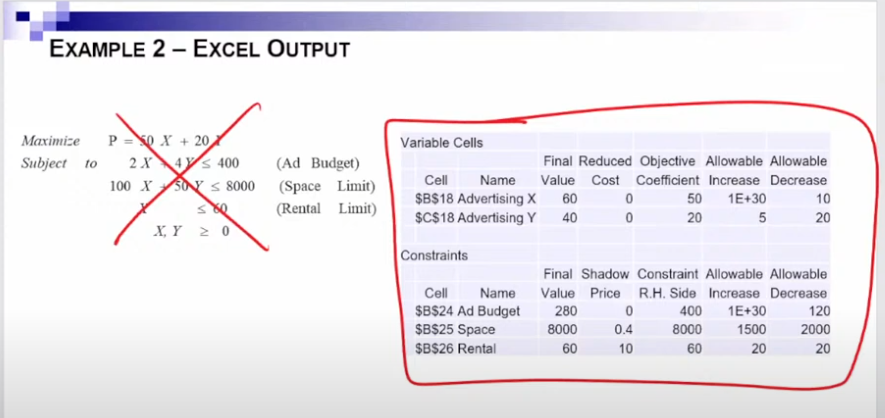 EXAMPLE 2 – EXCEL OUTPUT
Maximize P = 50 X + 20
Subject to 2 X 4 Y ≤ 400 (Ad Budget)
100 X + 50 Y ≤ 8000 (Space Limit)
X ≤ 60 (Rental Limit)
X, Y ≥ 0
Variable Cells
Final Reduced Objective Allowable Allowable
Cell Name Value Cost Coefficient Increase Decrease
$B$18 Advertising X 60 0 50 1E+30 10
$C$18 Advertising Y 40 0 20 5 20
Constraints
Final Shadow Constraint Allowable Allowable
Cell Name Value Price R.H. Side Increase Decrease
$B$24 Ad Budget 280 0 400 1E+30 120
$B$25 Space 8000 0.4 8000 1500 2000
$B$26 Rental 60 10 60 20 20